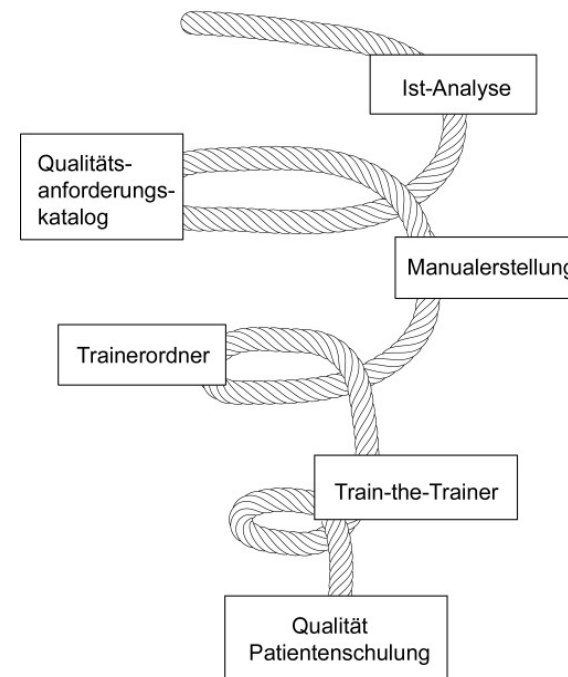 Ist-Analyse
Qualitäts-
anforderungs-
katalog
Manualerstellung
Trainerordner
Train-the-Trainer
Qualität
Patientenschulung